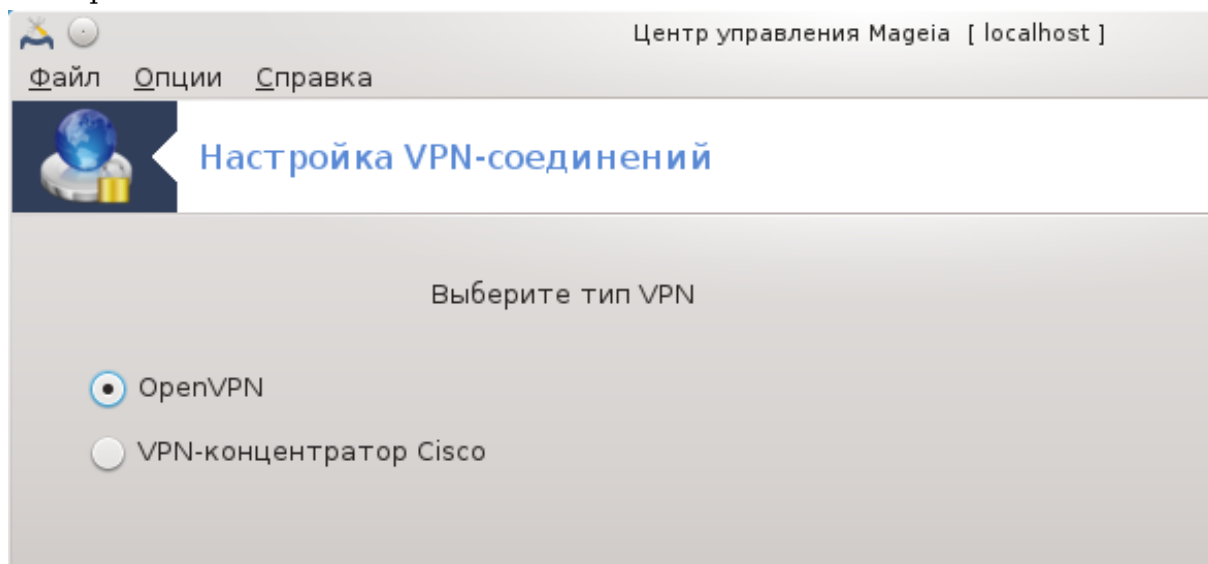 Центр управления Mageia [ localhost ]
Файл Опции Справка
Настройка VPN-соединений
Выберите тип VPN
OpenVPN
VPN-концентратор Cisco